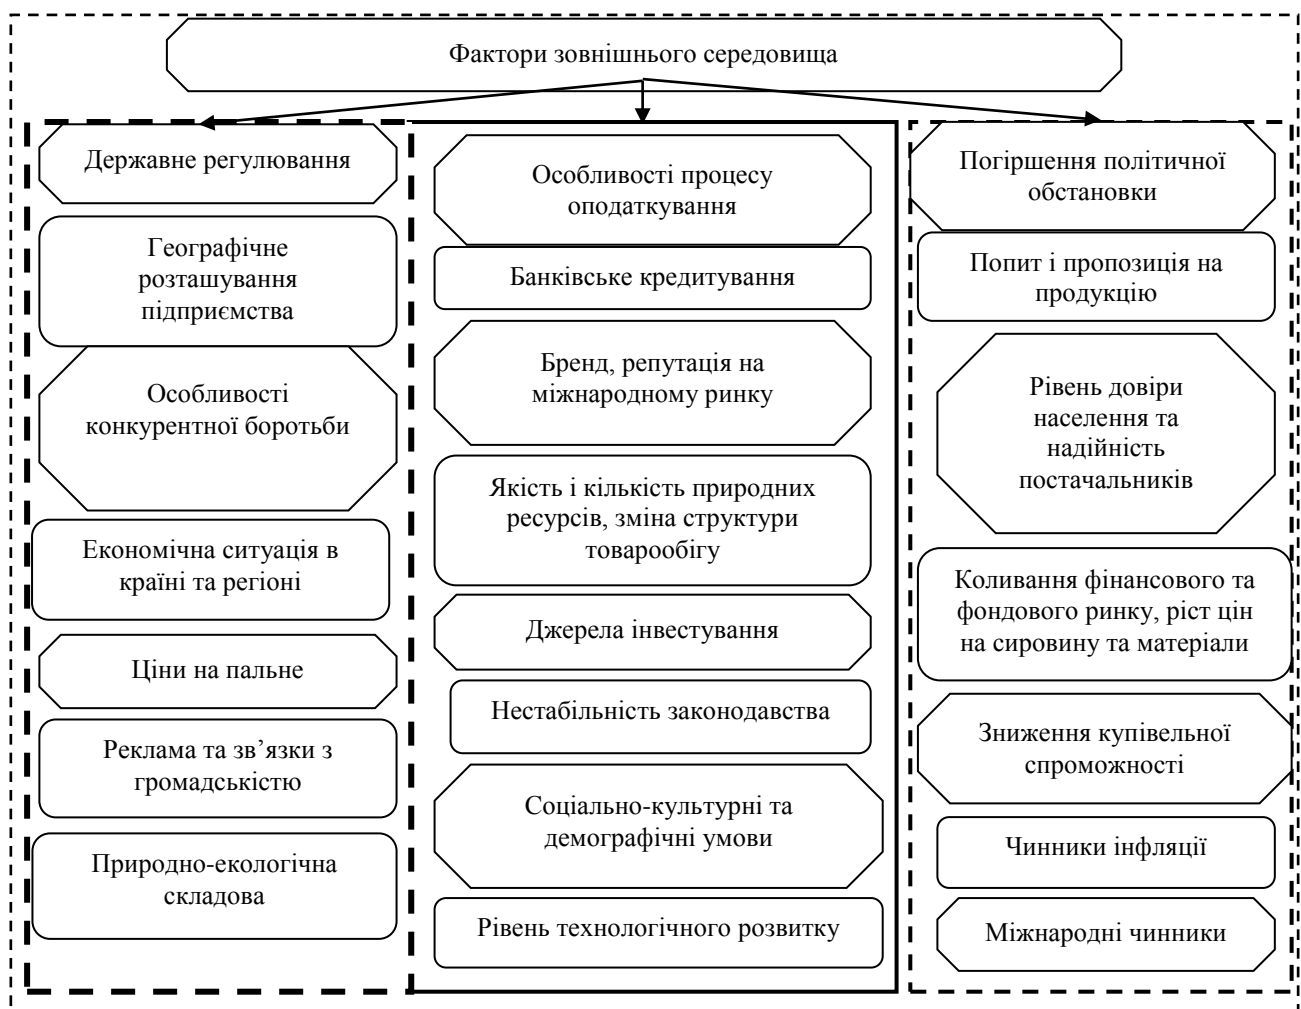 Фактори зовнішнього середовища
Державне регулювання
Географічне
розташування
підприємства
Особливості
конкурентної боротьби
Економічна ситуація в
країні та регіоні
Ціни на пальне
Реклама та зв’язки з
громадськістю
Природно-екологічна
складова
Особливості процесу
оподаткування
Банківське кредитування
Бренд, репутація на
міжнародному ринку
Якість і кількість природних
ресурсів, зміна структури
товарообігу
Джерела інвестування
Нестабільність законодавства
Соціально-культурні та
демографічні умови
Рівень технологічного розвитку
Погіршення політичної
обстановки
Попит і пропозиція на
продукцію
Рівень довіри
населення та
надійність
постачальників
Коливання фінансового та
фондового ринку, ріст цін
на сировину та матеріали
Зниження купівельної
спроможності
Чинники інфляції
Міжнародні чинники